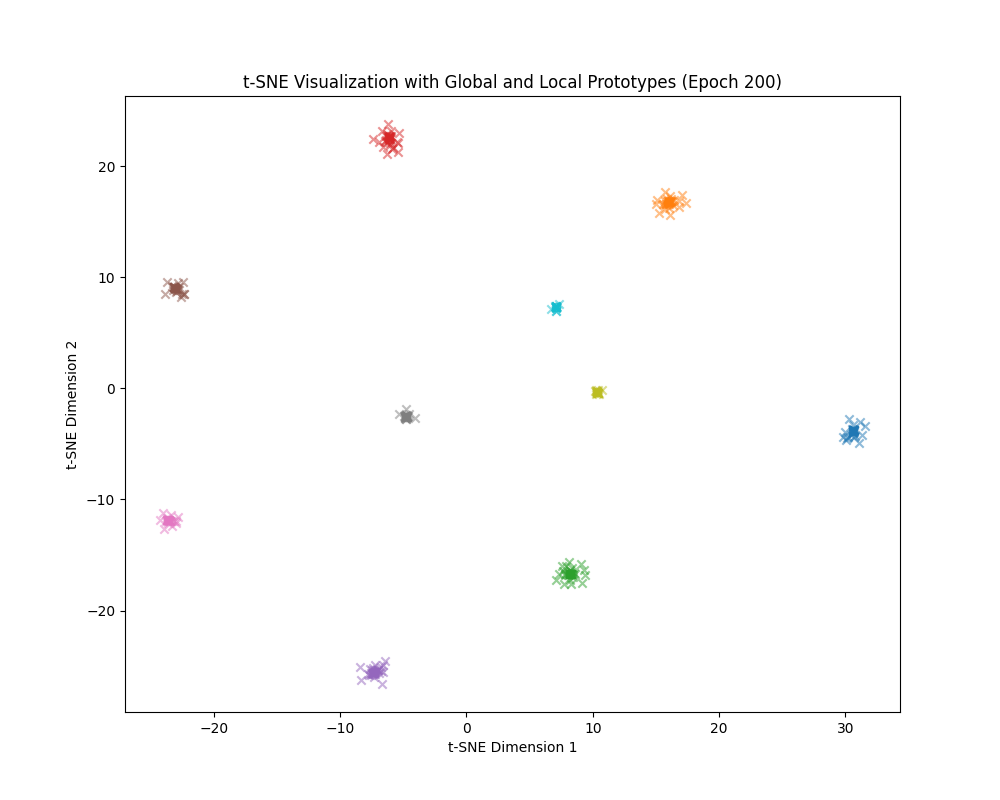 t-SNE Visualization with Global and Local Prototypes (Epoch 200)
20
10
0
−10
−20
t-SNE Dimension 2
−20 −10 0 10 20 30
t-SNE Dimension 1